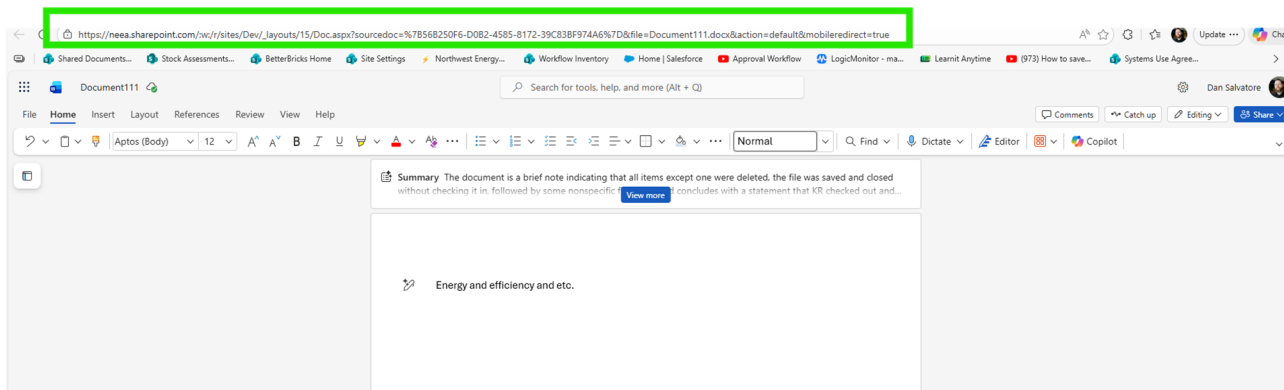 https://neea.sharepoint.com/:w:/r/sites/Dev/_layouts/15/Doc.aspx?sourcedoc=%7B56B250F6-D0B2-4585-8172-39C83BF974A6%7D&file=Document111.docx&action=default&mobileredirect=true Update Cha
Shared Documents... Stock Assessments... BetterBricks Home Site Settings Northwest Energy... Workflow Inventory Home | Salesforce Approval Workflow LogicMonitor - ma... Learnit Anytime (973) How to save... Systems Use Agree...
Document111 Search for tools, help, and more (Alt + Q) Dan Salvatore
File Home Insert Layout References Review View Help Comments Catch up Editing Share
Aptos (Body) 12 A A B I U A Normal Find Dictate Editor Copilot
Summary The document is a brief note indicating that all items except one were deleted, the file was saved and closed
without checking it in, followed by some nonspecific concludes with a statement that KR checked out and...
View more
Energy and efficiency and etc.